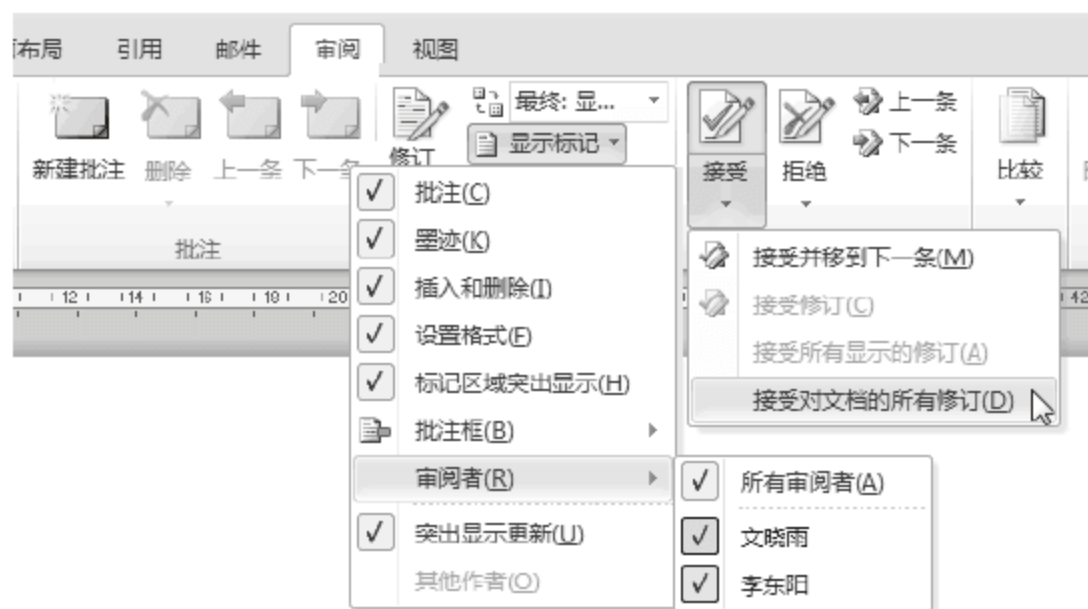 布局 引用 邮件 审阅 视图
最终: 显...
上一条
显示标记
下一条
新建批注 删除 上一条 下一条 修订 接受 拒绝 比较
批注
12 14 16 18 20 42
批注(C)
墨迹(K)
插入和删除(I)
设置格式(F)
标记区域突出显示(H)
批注框(B)
审阅者(R)
突出显示更新(U)
其他作者(O)
接受并移到下一条(M)
接受修订(C)
接受所有显示的修订(A)
接受对文档的所有修订(D)
所有审阅者(A)
文晓雨
李东阳